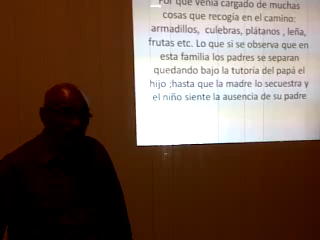 Por que venía cargado de muchas
cosas que recogía en el camino:
armadillos,  culebras, plátanos , leña,
frutas etc. Lo que si se observa que en
esta familia los padres se separan
quedando bajo la tutoría del papá el
hijo ;hasta que la madre lo secuestra y
el niño siente la ausencia de su padre